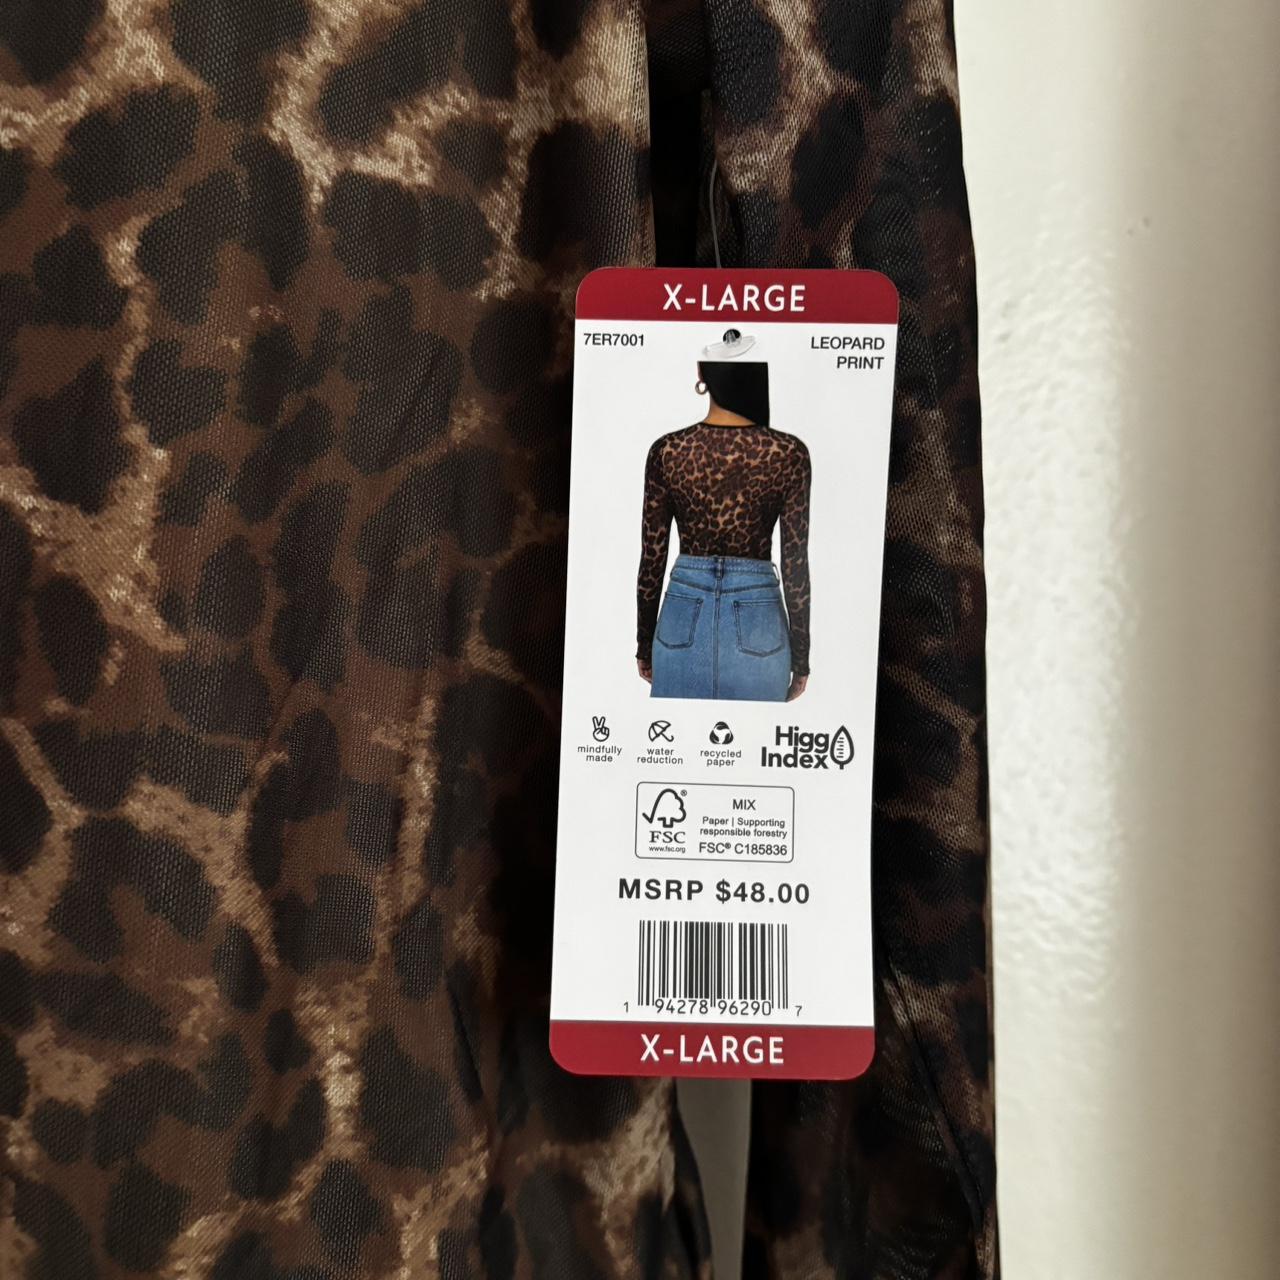 X-LARGE
7ER7001
LEOPARD
PRINT
mindfully
made
water
reduction
recycled
paper
Higg
Index
FSC
®
www.fsc.org
MIX
Paper | Supporting
responsible forestry
FSC® C185836
MSRP $48.00
1 94278 96290 7
X-LARGE